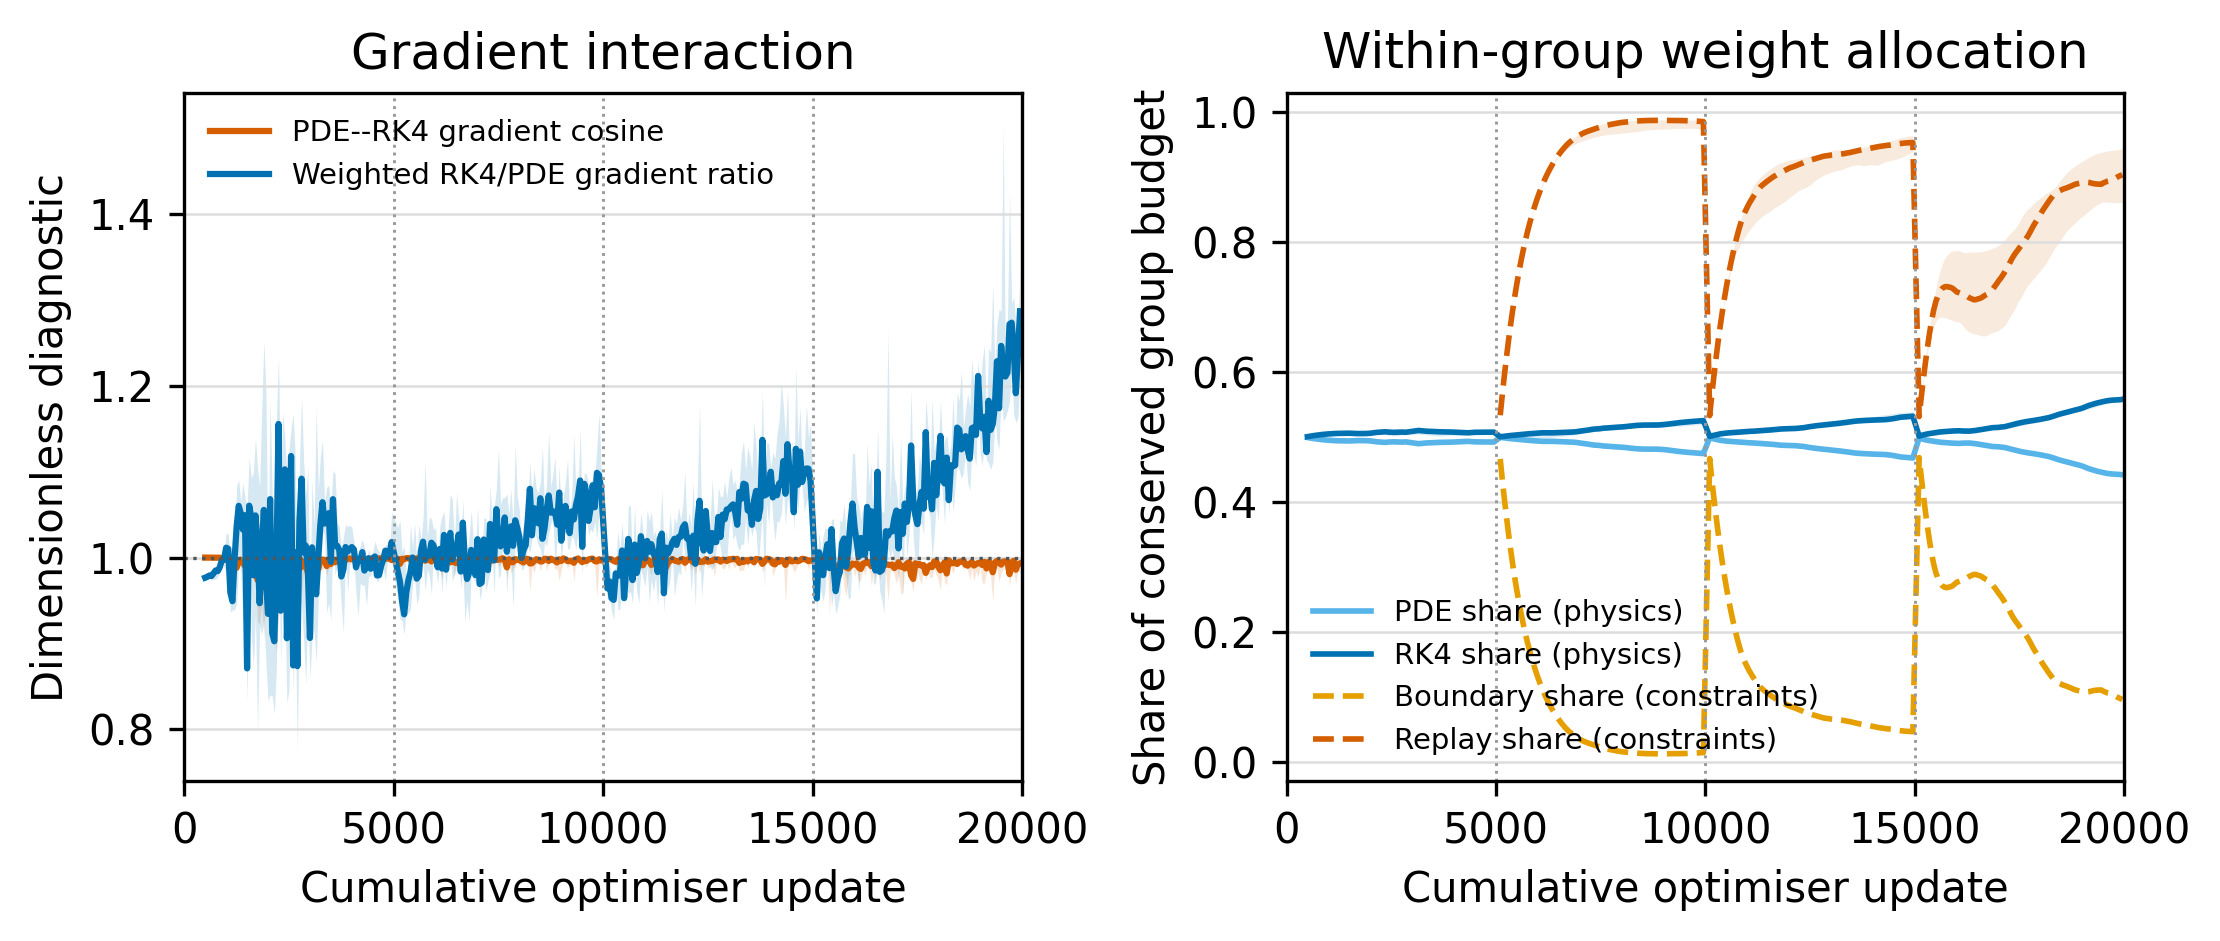 Gradient interaction
PDE--RK4 gradient cosine
Weighted RK4/PDE gradient ratio
Dimensionless diagnostic
1.4
1.2
1.0
0.8
0
5000
10000
15000
20000
Cumulative optimiser update
Within-group weight allocation
Share of conserved group budget
1.0
0.8
0.6
0.4
0.2
0.0
PDE share (physics)
RK4 share (physics)
Boundary share (constraints)
Replay share (constraints)
0
5000
10000
15000
20000
Cumulative optimiser update